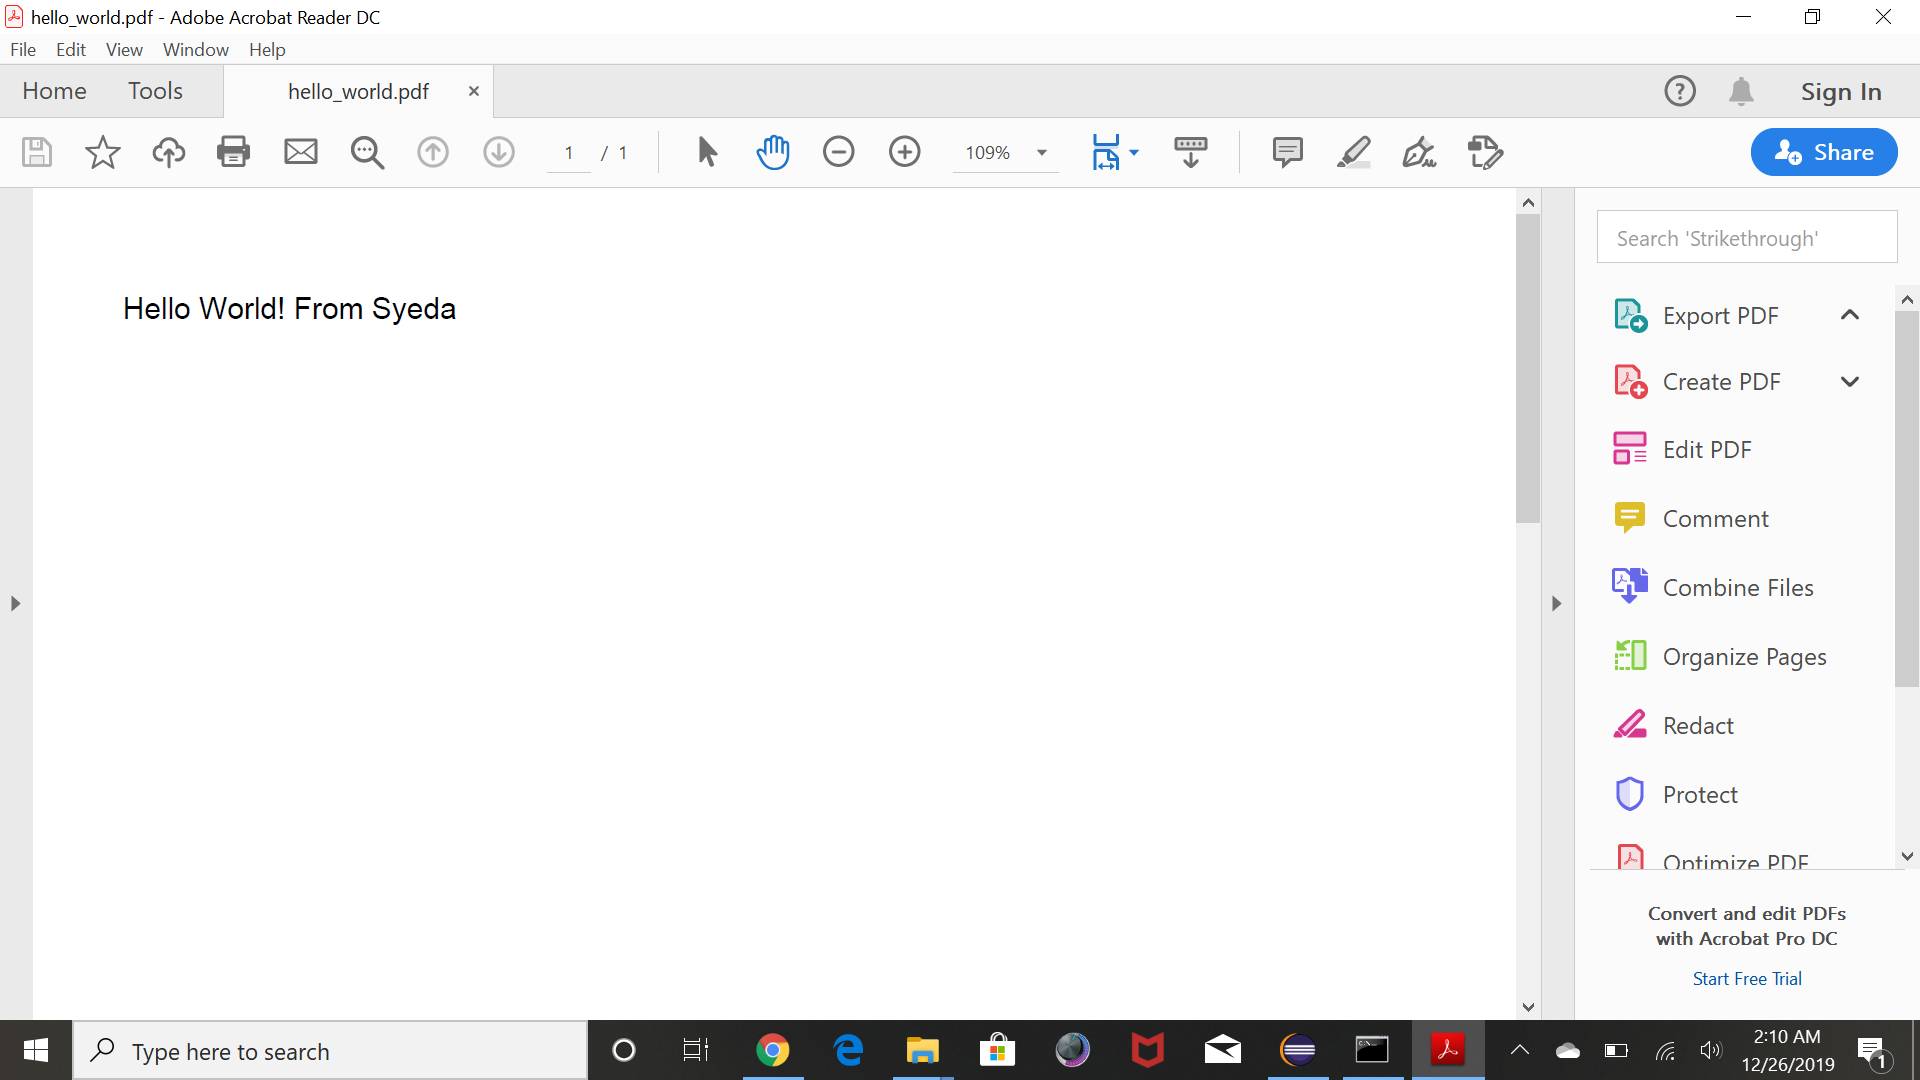 hello_world.pdf - Adobe Acrobat Reader DC
File Edit View Window Help
Home Tools hello_world.pdf × ? Sign In
1 / 1 109% Share
Search 'Strikethrough'
Hello World! From Syeda
Export PDF
Create PDF
Edit PDF
Comment
Combine Files
Organize Pages
Redact
Protect
Optimize PDF
Convert and edit PDFs
with Acrobat Pro DC
Start Free Trial
Type here to search
2:10 AM
12/26/2019
1